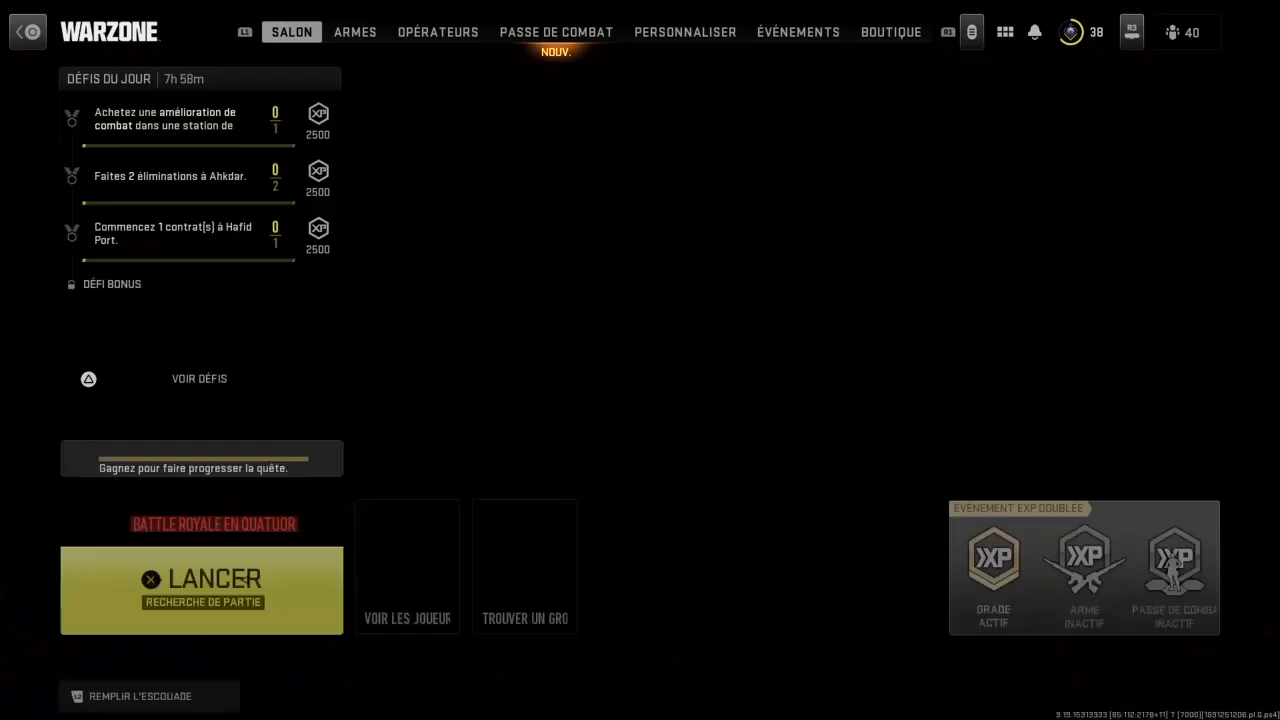 WARZONE
L1 SALON ARMES OPÉRATEURS PASSE DE COMBAT PERSONNALISER ÉVÉNEMENTS BOUTIQUE R1 38 R3 40
NOUV.
DÉFIS DU JOUR 7h 58m
Achetez une amélioration de
combat dans une station de
0
1
XP
2500
Faites 2 éliminations à Ahkdar.
0
2
XP
2500
Commencez 1 contrat(s) à Hafid
Port.
0
1
XP
2500
DÉFI BONUS
VOIR DÉFIS
Gagnez pour faire progresser la quête.
BATTLE ROYALE EN QUATUOR
LANCER
RECHERCHE DE PARTIE
VOIR LES JOUEUR
TROUVER UN GRO
ÉVÉNEMENT EXP DOUBLÉE
XP XP XP
GRADE
ACTIF
ARME
INACTIF
PASSE DE COMBA
INACTIF
L2 REMPLIR L'ESCOUADE